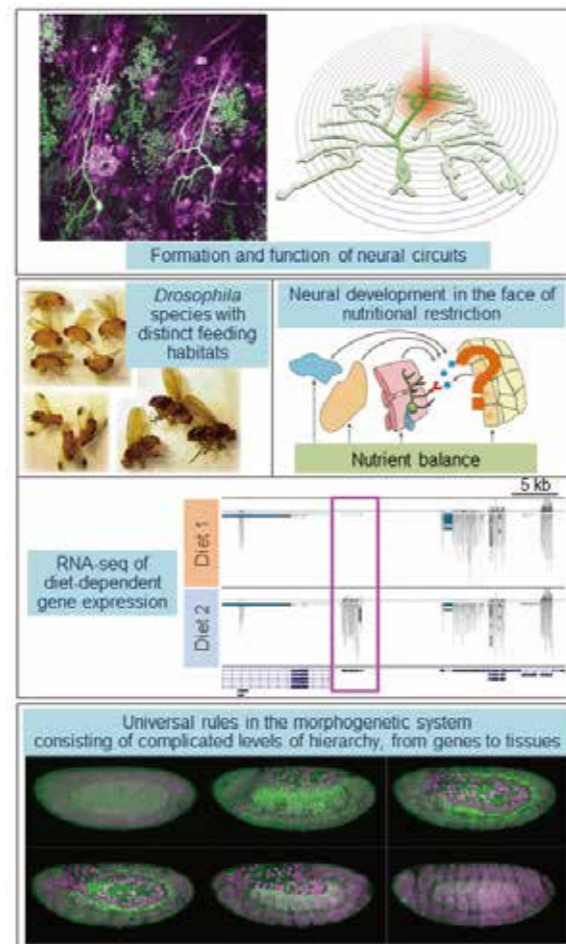 Formation and function of neural circuits
Drosophila
species with
distinct feeding
habitats
Neural development in the face of
nutritional restriction
?
Nutrient balance
5 kb
RNA-seq of
diet-dependent
gene expression
Diet 1
Diet 2
Universal rules in the morphogenetic system
consisting of complicated levels of hierarchy, from genes to tissues